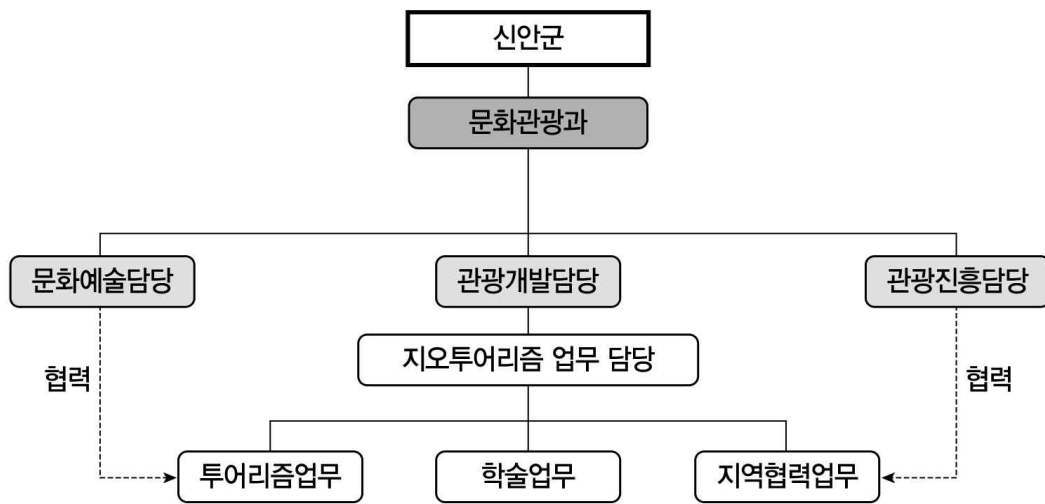 신안군
문화관광과
문화예술담당
관광개발담당
관광진흥담당
지오투어리즘 업무 담당
협력
협력
투어리즘업무
학술업무
지역협력업무